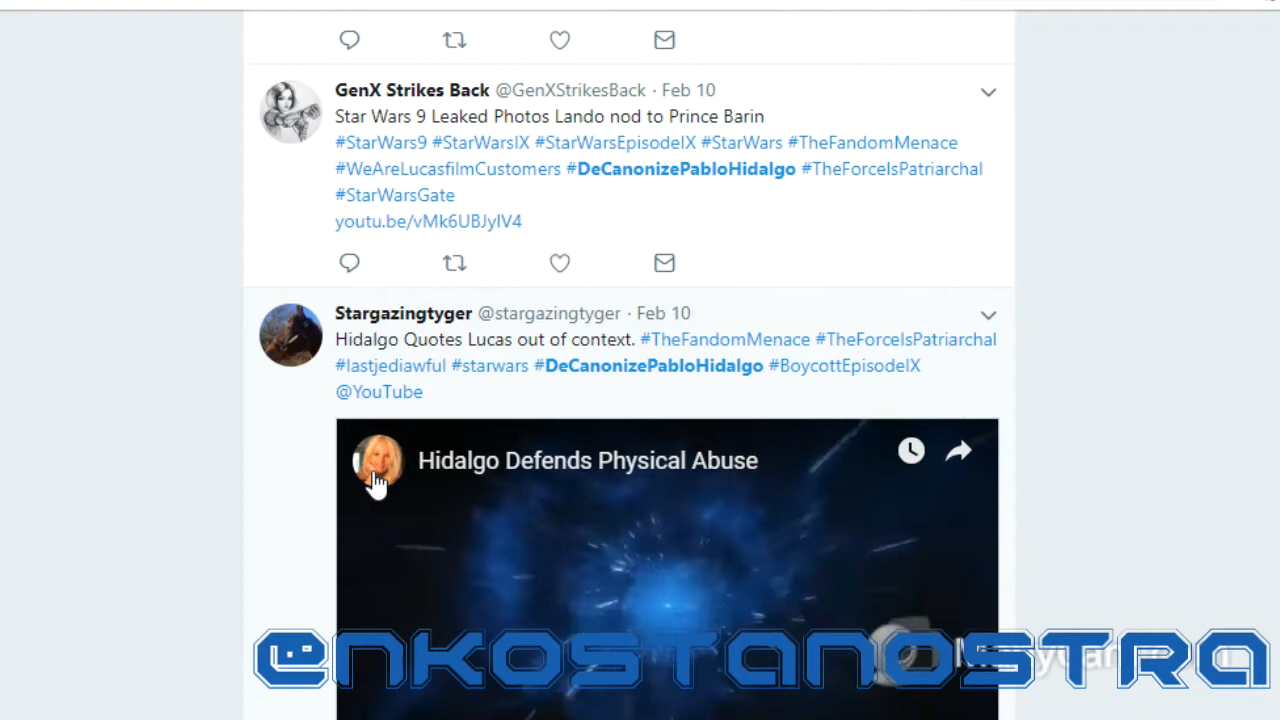 GenX Strikes Back @GenXStrikesBack · Feb 10
Star Wars 9 Leaked Photos Lando nod to Prince Barin
#StarWars9 #StarWarsIX #StarWarsEpisodeIX #StarWars #TheFandomMenace
#WeAreLucasfilmCustomers #DeCanonizePabloHidalgo #TheForceIsPatriarchal
#StarWarsGate
youtu.be/vMk6UBJyIV4
Stargazingtyger @stargazingtyger · Feb 10
Hidalgo Quotes Lucas out of context. #TheFandomMenace #TheForceIsPatriarchal
#lastjediawful #starwars #DeCanonizePabloHidalgo #BoycottEpisodeIX
@YouTube
Hidalgo Defends Physical Abuse
@NKOSTANOSTRA